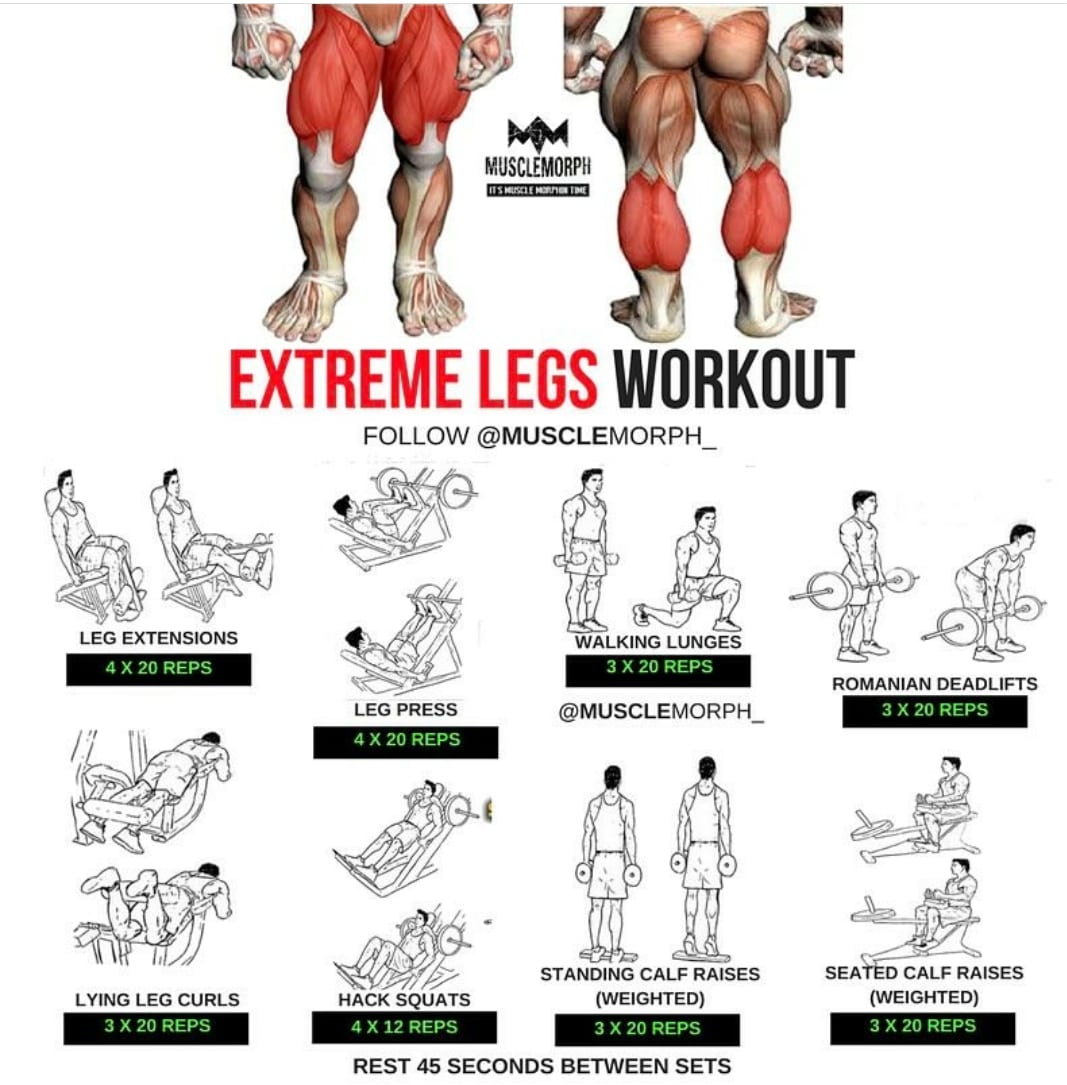 MUSCLEMORPH
IT'S MUSCLE MORPHIN TIME
EXTREME LEGS WORKOUT
FOLLOW @MUSCLEMORPH_
LEG EXTENSIONS
4 X 20 REPS
LEG PRESS
4 X 20 REPS
WALKING LUNGES
3 X 20 REPS
@MUSCLEMORPH_
ROMANIAN DEADLIFTS
3 X 20 REPS
LYING LEG CURLS
3 X 20 REPS
HACK SQUATS
4 X 12 REPS
STANDING CALF RAISES
(WEIGHTED)
3 X 20 REPS
SEATED CALF RAISES
(WEIGHTED)
3 X 20 REPS
REST 45 SECONDS BETWEEN SETS